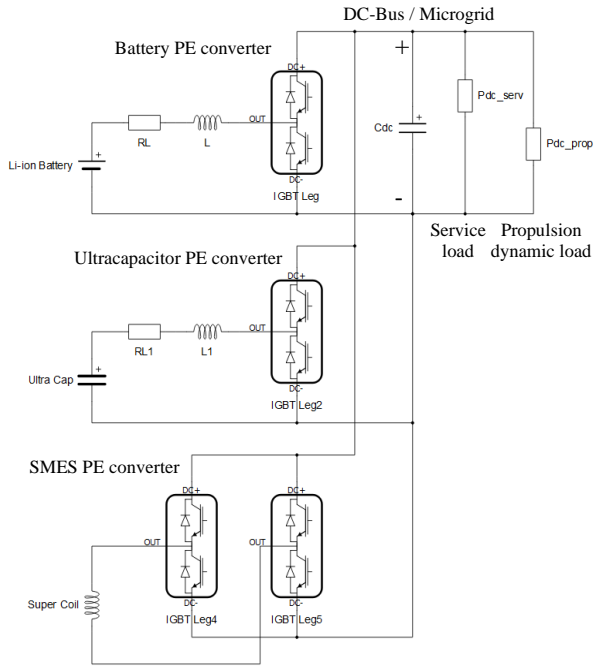 DC-Bus / Microgrid
Battery PE converter
+
DC+
OUT
RL
L
+
Li-ion Battery
DC-
IGBT Leg
Cdc
+
-
Pdc_serv
Pdc_prop
Service load
Propulsion dynamic load
Ultracapacitor PE converter
DC+
OUT
RL1
L1
+
Ultra Cap
DC-
IGBT Leg2
SMES PE converter
DC+
DC+
OUT
OUT
Super Coil
DC-
DC-
IGBT Leg4
IGBT Leg5